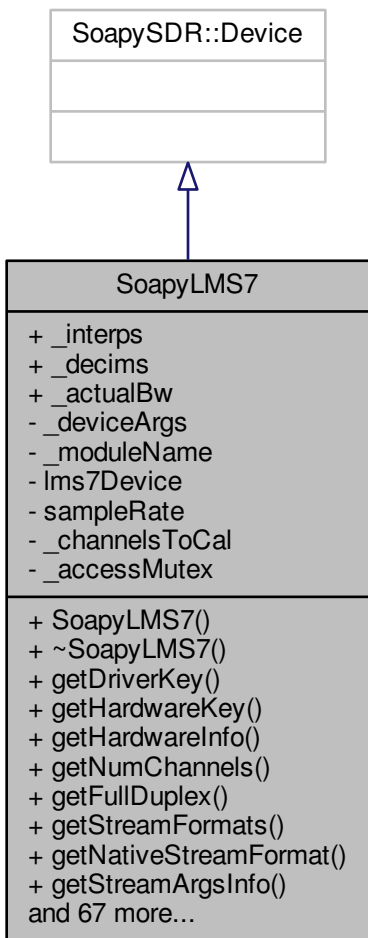 SoapySDR::Device
SoapyLMS7
+ _interps
+ _decims
+ _actualBw
- _deviceArgs
- _moduleName
- lms7Device
- sampleRate
- _channelsToCal
- _accessMutex
+ SoapyLMS7()
+ ~SoapyLMS7()
+ getDriverKey()
+ getHardwareKey()
+ getHardwareInfo()
+ getNumChannels()
+ getFullDuplex()
+ getStreamFormats()
+ getNativeStreamFormat()
+ getStreamArgsInfo()
and 67 more...